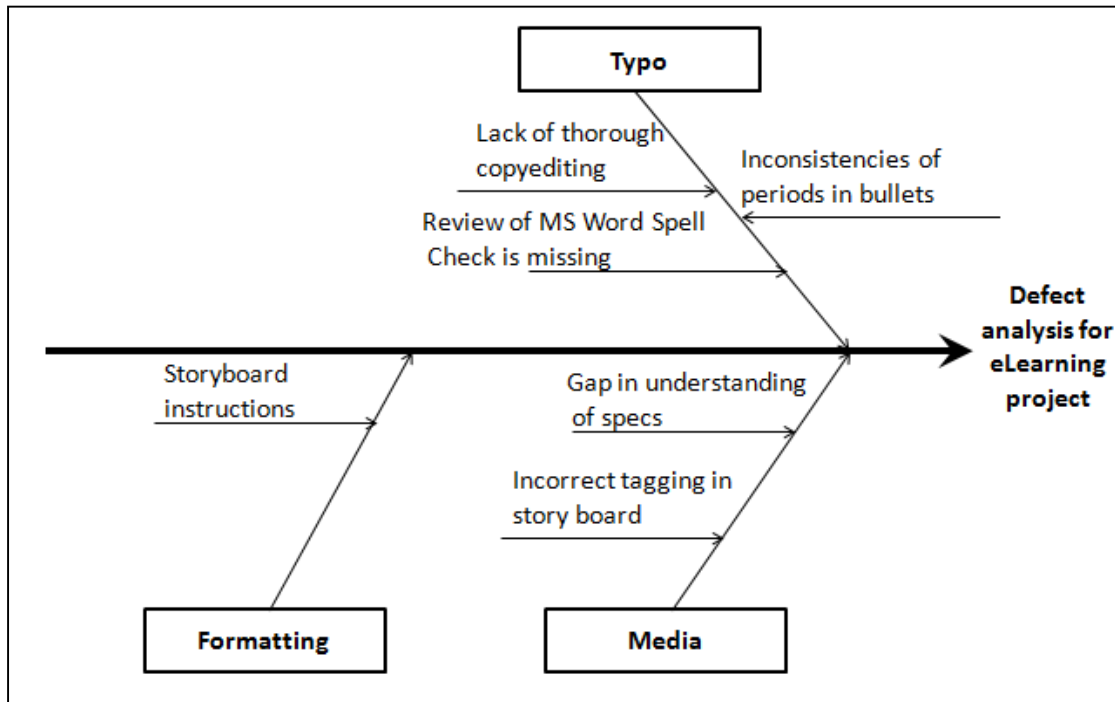 Typo
Lack of thorough
copyediting
Inconsistencies of
periods in bullets
Review of MS Word Spell
Check is missing
Defect
analysis for
eLearning
project
Storyboard
instructions
Gap in understanding
of specs
Incorrect tagging in
story board
Formatting
Media